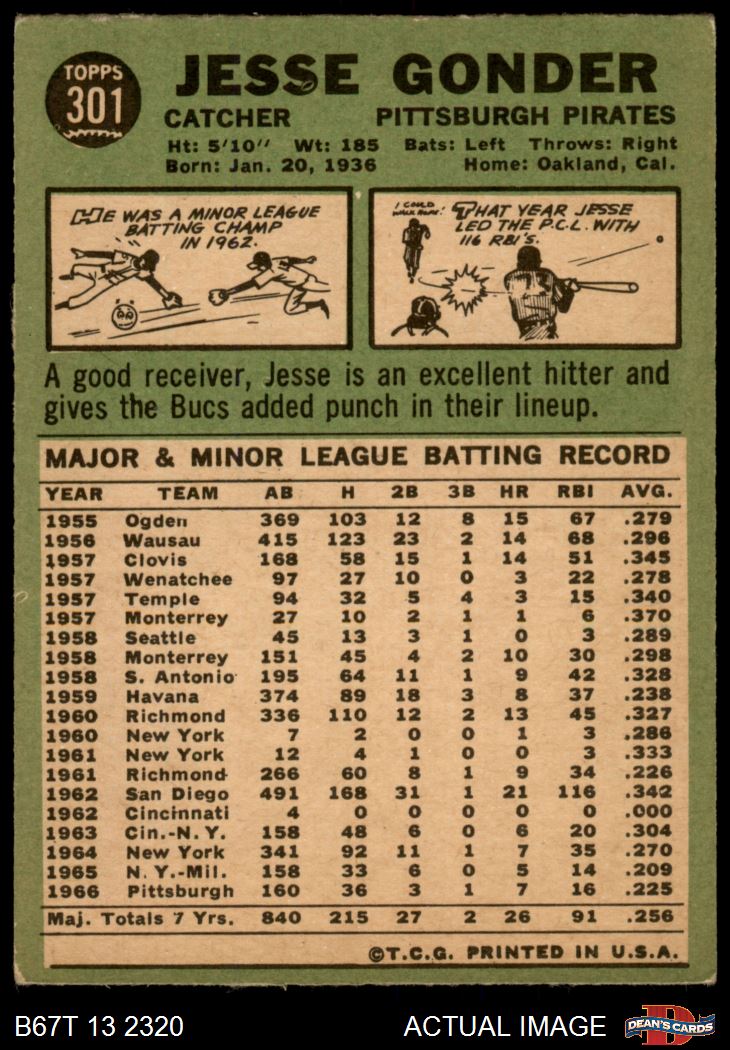 TOPPS
301
JESSE GONDER
CATCHER PITTSBURGH PIRATES
Ht: 5'10" Wt: 185 Bats: Left Throws: Right
Born: Jan. 20, 1936 Home: Oakland, Cal.
HE WAS A MINOR LEAGUE
BATTING CHAMP
IN 1962.
I COULD
WALK HOME!
THAT YEAR JESSE
LED THE P.C.L. WITH
116 RBI'S.
A good receiver, Jesse is an excellent hitter and
gives the Bucs added punch in their lineup.
MAJOR & MINOR LEAGUE BATTING RECORD
YEAR TEAM AB H 2B 3B HR RBI AVG.
1955 Ogden 369 103 12 8 15 67 .279
1956 Wausau 415 123 23 2 14 68 .296
1957 Clovis 168 58 15 1 14 51 .345
1957 Wenatchee 97 27 10 0 3 22 .278
1957 Temple 94 32 5 4 3 15 .340
1957 Monterrey 27 10 2 1 1 6 .370
1958 Seattle 45 13 3 1 0 3 .289
1958 Monterrey 151 45 4 2 10 30 .298
1958 S. Antonio 195 64 11 1 9 42 .328
1959 Havana 374 89 18 3 8 37 .238
1960 Richmond 336 110 12 2 13 45 .327
1960 New York 7 2 0 0 1 3 .286
1961 New York 12 4 1 0 0 3 .333
1961 Richmond 266 60 8 1 9 34 .226
1962 San Diego 491 168 31 1 21 116 .342
1962 Cincinnati 4 0 0 0 0 0 .000
1963 Cin.-N.Y. 158 48 6 0 6 20 .304
1964 New York 341 92 11 1 7 35 .270
1965 N.Y.-Mil. 158 33 6 0 5 14 .209
1966 Pittsburgh 160 36 3 1 7 16 .225
Maj. Totals 7 Yrs. 840 215 27 2 26 91 .256
©T.C.G. PRINTED IN U.S.A.
B67T 13 2320 ACTUAL IMAGE
D
DEAN'S CARDS